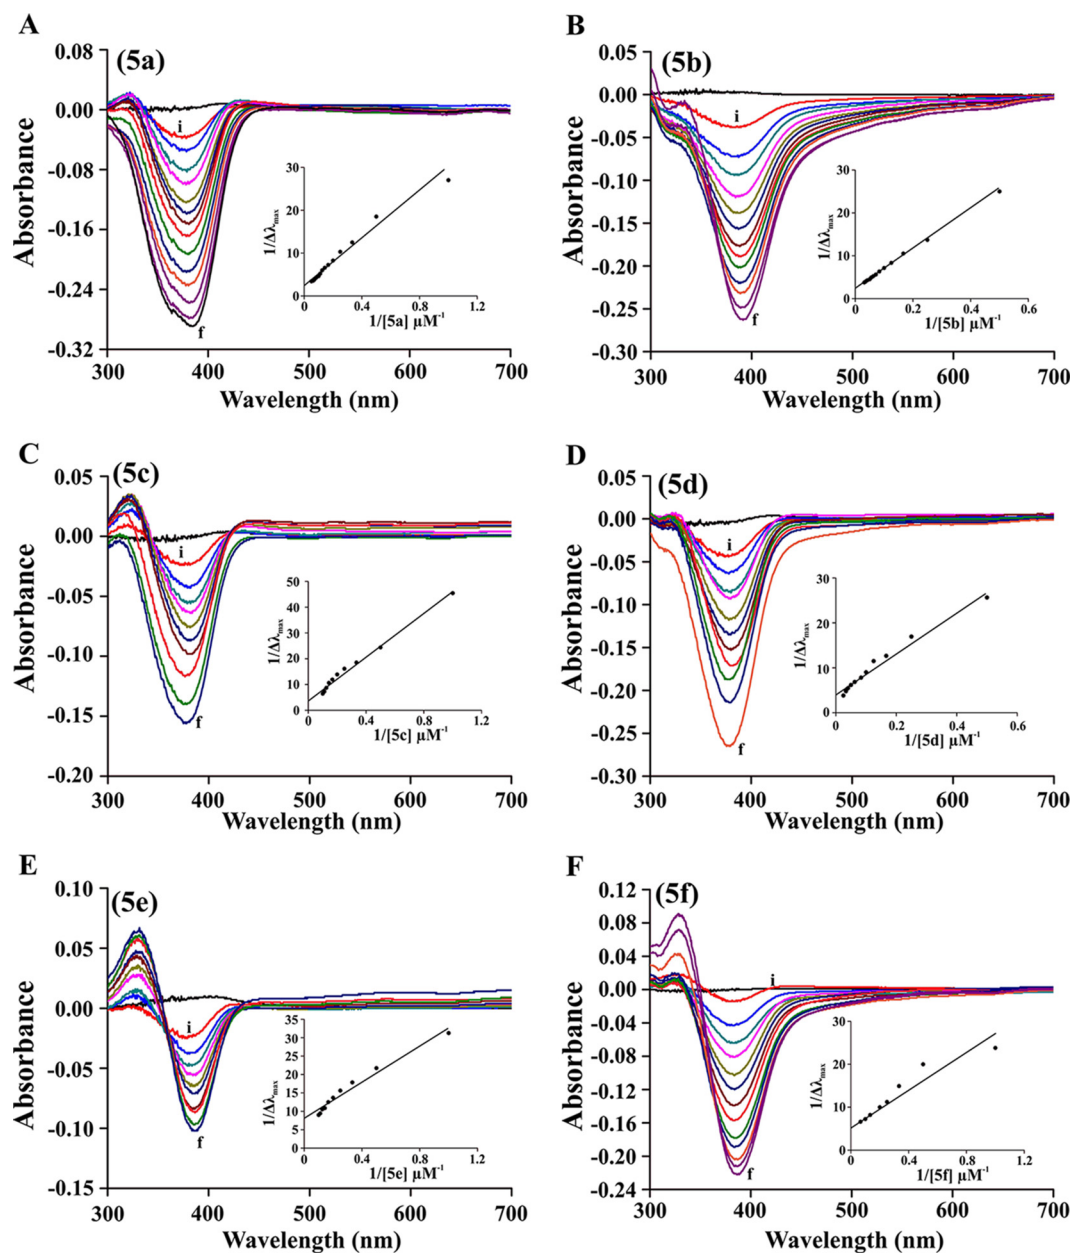 A
(5a)
Absorbance
0.08
0.00
-0.08
-0.16
-0.24
-0.32
i
f
300 400 500 600 700
Wavelength (nm)
1/Δλmax
30
20
10
0
0 0.4 0.8 1.2
1/[5a] µM⁻¹
B
(5b)
Absorbance
0.05
0.00
-0.05
-0.10
-0.15
-0.20
-0.25
-0.30
i
f
300 400 500 600 700
Wavelength (nm)
1/Δλmax
30
20
10
0
0 0.2 0.4 0.6
1/[5b] µM⁻¹
C
(5c)
Absorbance
0.05
0.00
-0.05
-0.10
-0.15
-0.20
i
f
300 400 500 600 700
Wavelength (nm)
1/Δλmax
50
40
30
20
10
0
0 0.4 0.8 1.2
1/[5c] µM⁻¹
D
(5d)
Absorbance
0.05
0.00
-0.05
-0.10
-0.15
-0.20
-0.25
-0.30
i
f
300 400 500 600 700
Wavelength (nm)
1/Δλmax
30
20
10
0
0 0.2 0.4 0.6
1/[5d] µM⁻¹
E
(5e)
Absorbance
0.10
0.05
0.00
-0.05
-0.10
-0.15
i
f
300 400 500 600 700
Wavelength (nm)
1/Δλmax
35
30
25
20
15
10
5
0
0 0.4 0.8 1.2
1/[5e] µM⁻¹
F
(5f)
Absorbance
0.12
0.08
0.04
0.00
-0.04
-0.08
-0.12
-0.16
-0.20
-0.24
i
f
300 400 500 600 700
Wavelength (nm)
1/Δλmax
30
20
10
0
0 0.4 0.8 1.2
1/[5f] µM⁻¹